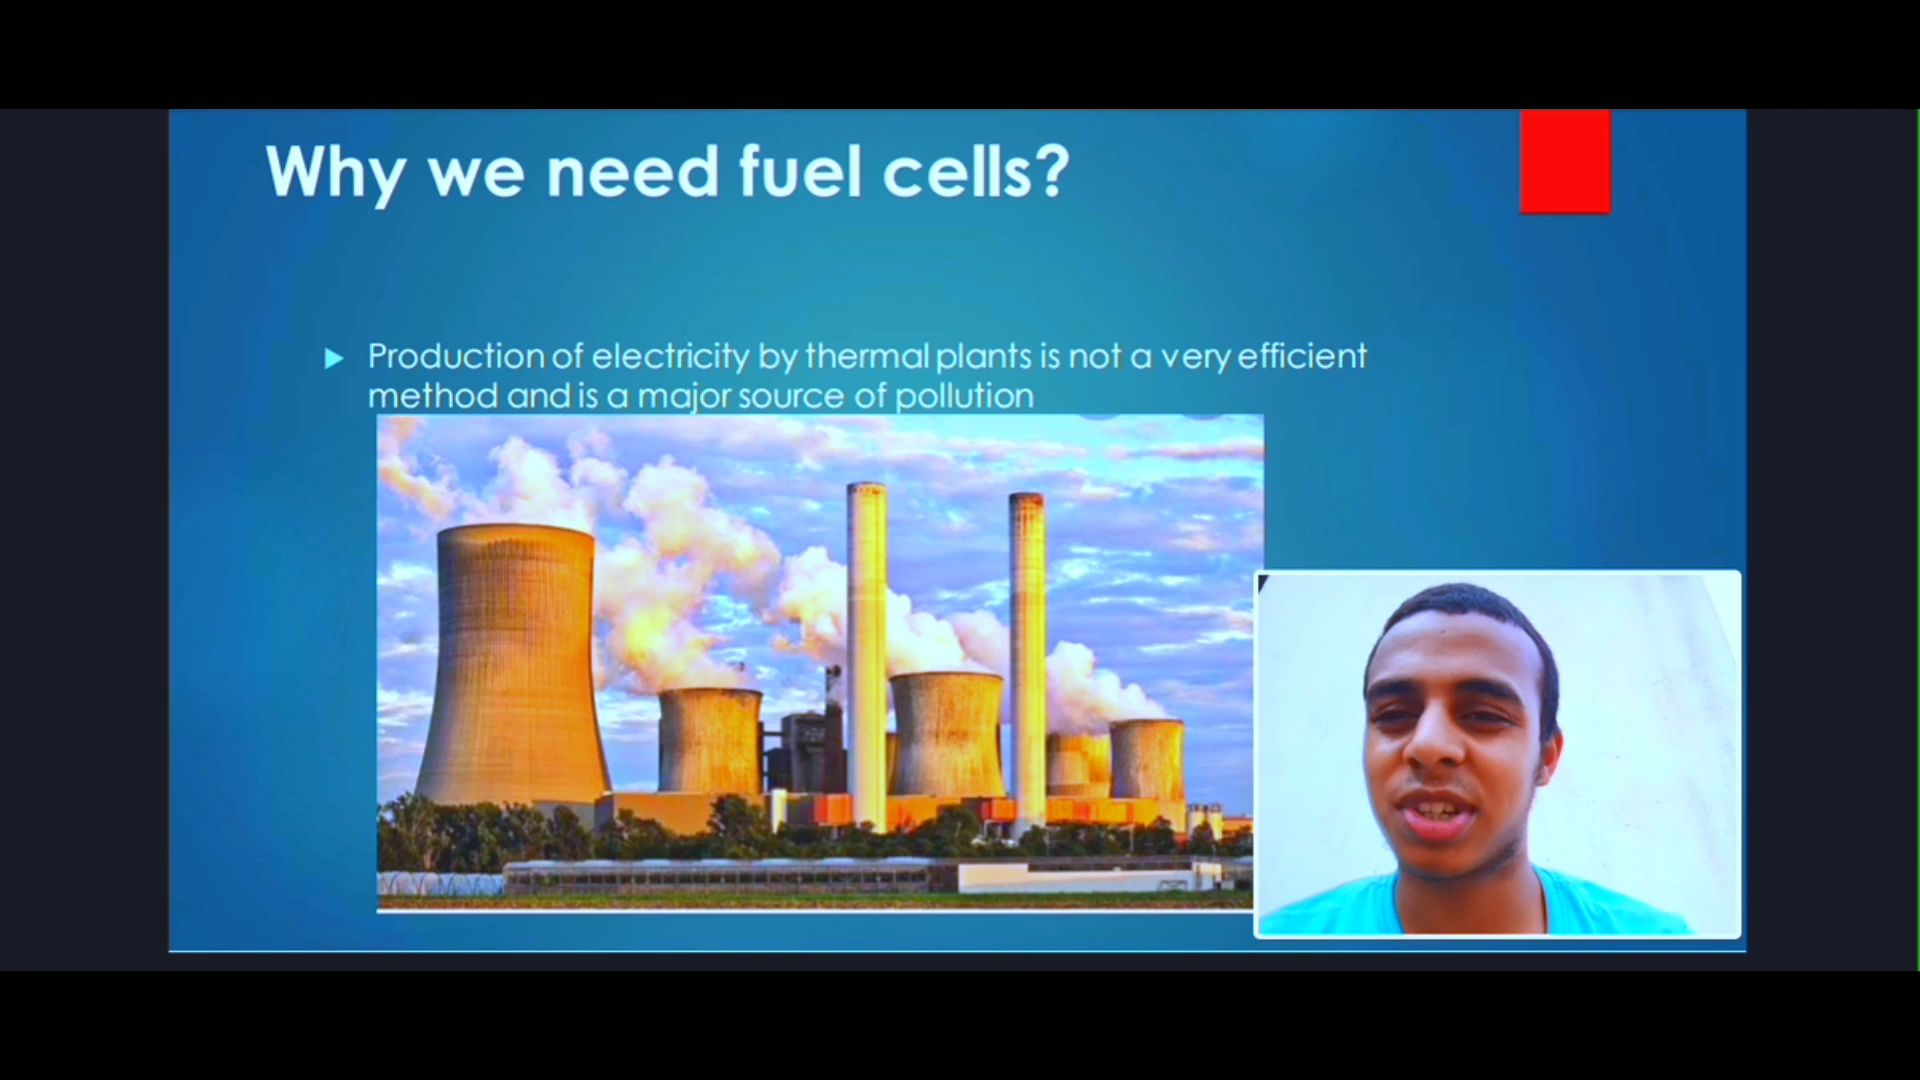 Why we need fuel cells?
Production of electricity by thermal plants is not a very efficient
method and is a major source of pollution